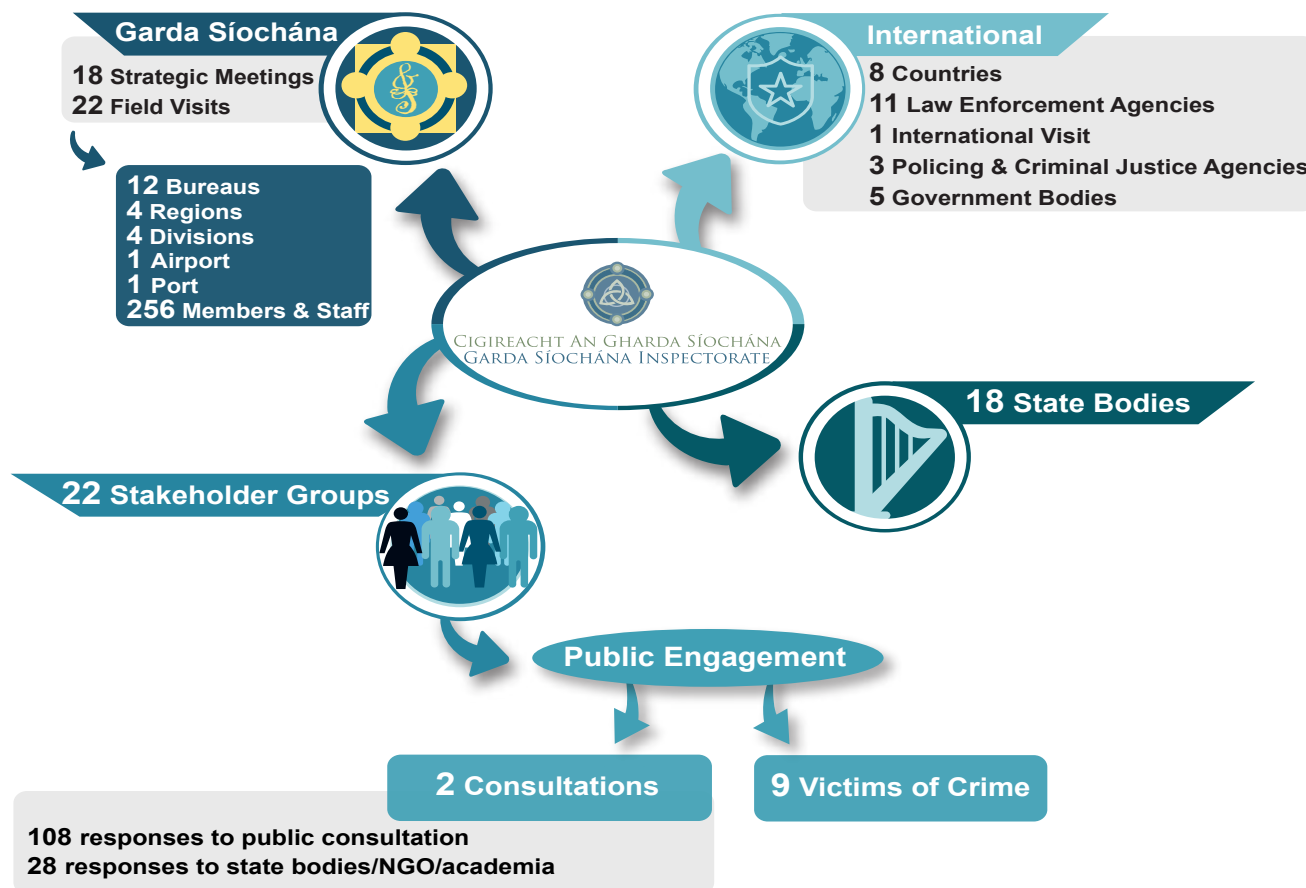 Garda Síochána
18 Strategic Meetings
22 Field Visits
12 Bureaus
4 Regions
4 Divisions
1 Airport
1 Port
256 Members & Staff
International
8 Countries
11 Law Enforcement Agencies
1 International Visit
3 Policing & Criminal Justice Agencies
5 Government Bodies
Cigireacht An Gharda Síochána
Garda Síochána Inspectorate
18 State Bodies
22 Stakeholder Groups
Public Engagement
2 Consultations
9 Victims of Crime
108 responses to public consultation
28 responses to state bodies/NGO/academia